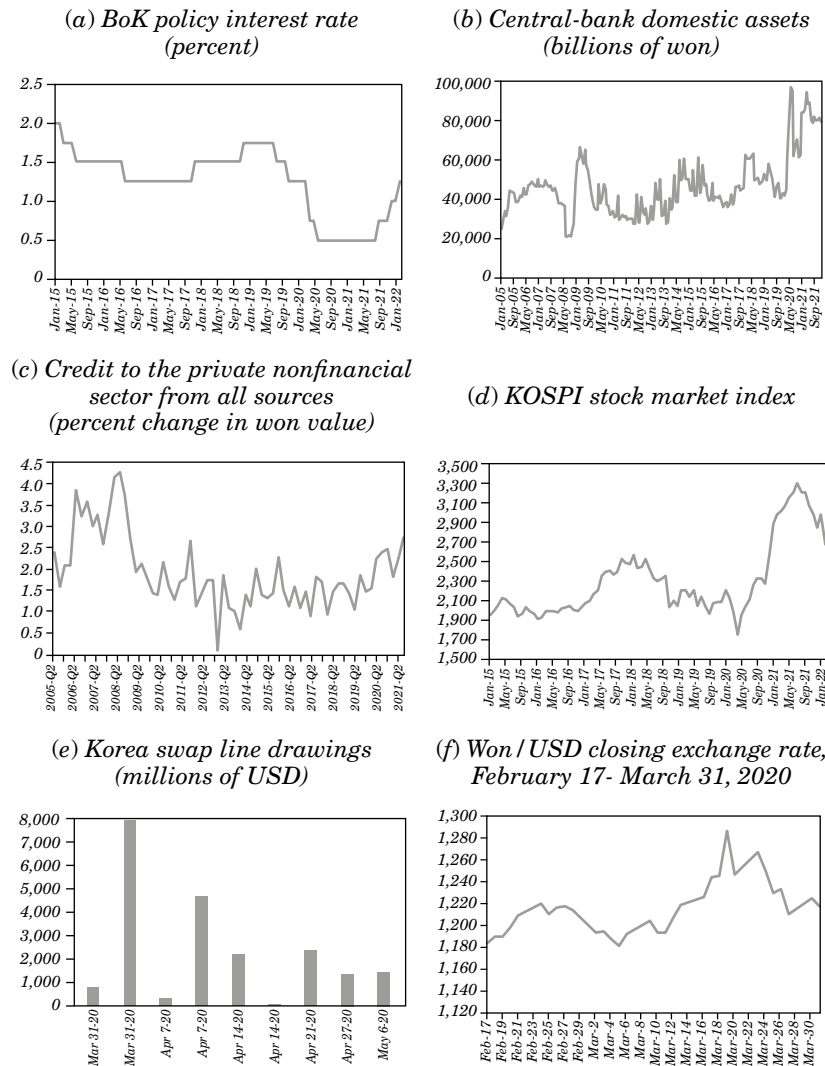 (a) BoK policy interest rate
(percent)
2.5
2.0
1.5
1.0
0.5
0
Jan-15
May-15
Sep-15
Jan-16
May-16
Sep-16
Jan-17
May-17
Sep-17
Jan-18
May-18
Sep-18
Jan-19
May-19
Sep-19
Jan-20
May-20
Sep-20
Jan-21
May-21
Sep-21
Jan-22
(b) Central-bank domestic assets
(billions of won)
100,000
80,000
60,000
40,000
20,000
0
Jan-05
Sep-05
May-06
Jan-07
Sep-07
May-08
Jan-09
Sep-09
May-10
Jan-11
Sep-11
May-12
Jan-13
Sep-13
May-14
Jan-15
Sep-15
May-16
Jan-17
Sep-17
May-18
Jan-19
Sep-19
May-20
Jan-21
Sep-21
(c) Credit to the private nonfinancial
sector from all sources
(percent change in won value)
4.5
4.0
3.5
3.0
2.5
2.0
1.5
1.0
0.5
0
2005-Q2
2006-Q2
2007-Q2
2008-Q2
2009-Q2
2010-Q2
2011-Q2
2012-Q2
2013-Q2
2014-Q2
2015-Q2
2016-Q2
2017-Q2
2018-Q2
2019-Q2
2020-Q2
2021-Q2
(d) KOSPI stock market index
3,500
3,300
3,100
2,900
2,700
2,500
2,300
2,100
1,900
1,700
1,500
Jan-15
May-15
Sep-15
Jan-16
May-16
Sep-16
Jan-17
May-17
Sep-17
Jan-18
May-18
Sep-18
Jan-19
May-19
Sep-19
Jan-20
May-20
Sep-20
Jan-21
May-21
Sep-21
Jan-22
(e) Korea swap line drawings
(millions of USD)
8,000
7,000
6,000
5,000
4,000
3,000
2,000
1,000
0
Mar 31-20
Mar 31-20
Apr 7-20
Apr 7-20
Apr 14-20
Apr 14-20
Apr 21-20
Apr 27-20
May 6-20
(f) Won/USD closing exchange rate,
February 17- March 31, 2020
1,300
1,280
1,260
1,240
1,220
1,200
1,180
1,160
1,140
1,120
Feb-17
Feb-19
Feb-21
Feb-23
Feb-25
Feb-27
Feb-29
Mar-2
Mar-4
Mar-6
Mar-8
Mar-10
Mar-12
Mar-14
Mar-16
Mar-18
Mar-20
Mar-22
Mar-24
Mar-26
Mar-28
Mar-30